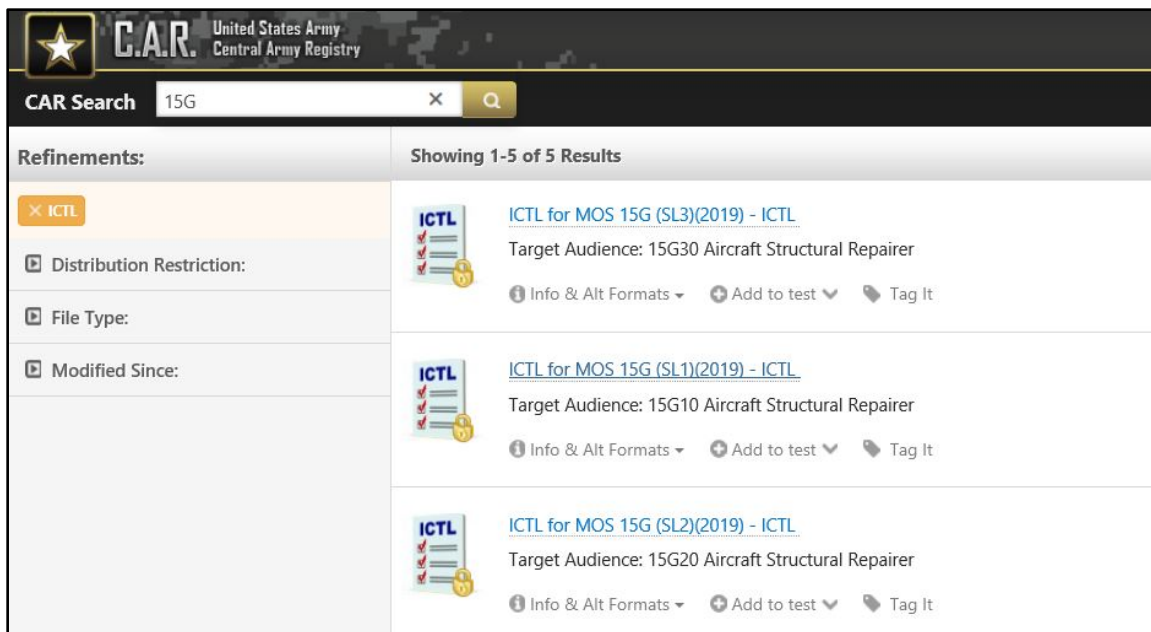 C.A.R. United States Army
Central Army Registry
CAR Search 15G
Refinements:
ICTL
Distribution Restriction:
File Type:
Modified Since:
Showing 1-5 of 5 Results
ICTL
ICTL for MOS 15G (SL3)(2019) - ICTL
Target Audience: 15G30 Aircraft Structural Repairer
Info & Alt Formats Add to test Tag It
ICTL
ICTL for MOS 15G (SL1)(2019) - ICTL
Target Audience: 15G10 Aircraft Structural Repairer
Info & Alt Formats Add to test Tag It
ICTL
ICTL for MOS 15G (SL2)(2019) - ICTL
Target Audience: 15G20 Aircraft Structural Repairer
Info & Alt Formats Add to test Tag It